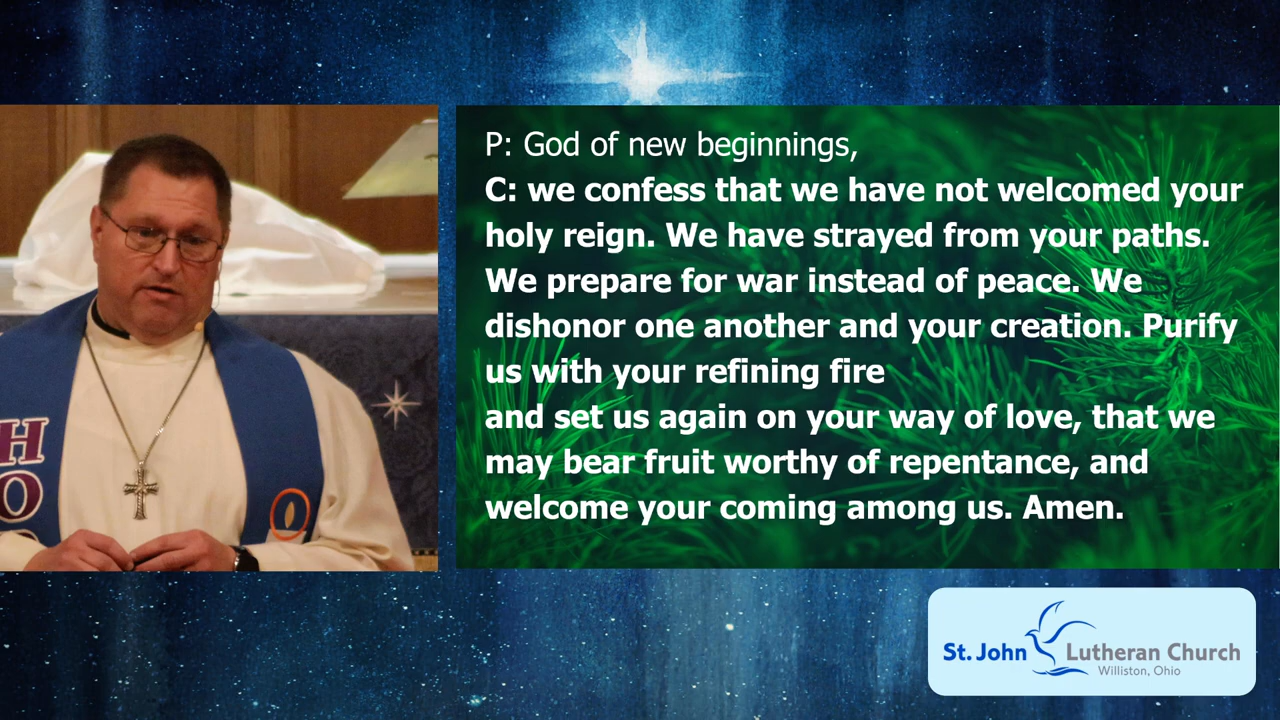 P: God of new beginnings,
C: we confess that we have not welcomed your
holy reign. We have strayed from your paths.
We prepare for war instead of peace. We
dishonor one another and your creation. Purify
us with your refining fire
and set us again on your way of love, that we
may bear fruit worthy of repentance, and
welcome your coming among us. Amen.
H
O
St. John Lutheran Church
Williston, Ohio